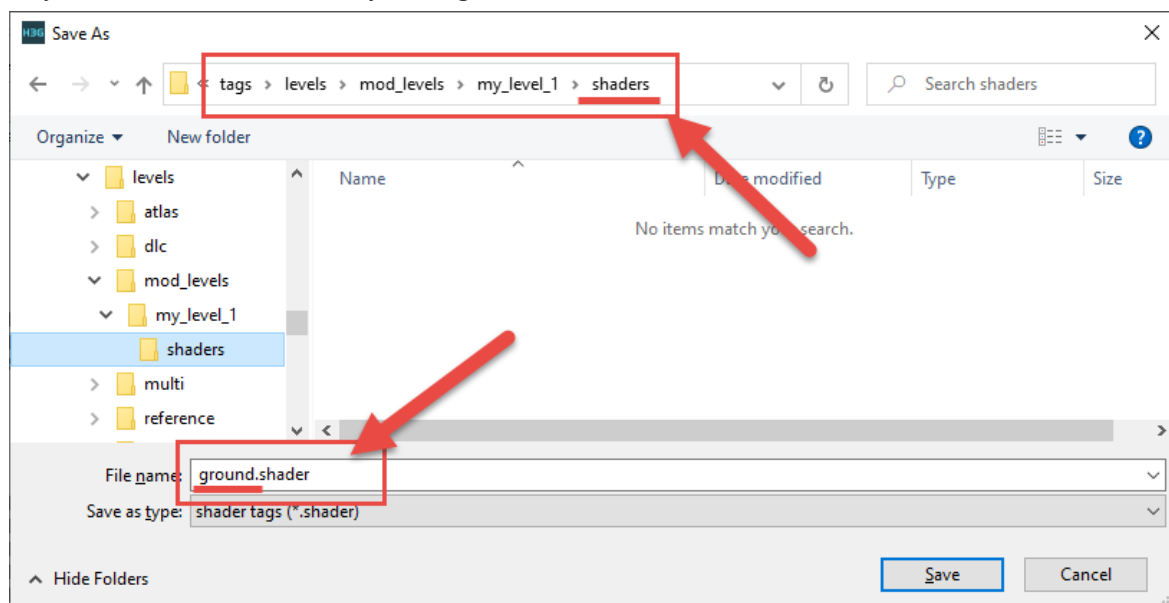 H3G Save As
« tags > levels > mod_levels > my_level_1 > shaders
Search shaders
Organize New folder
levels Name Date modified Type Size
atlas No items match your search.
dlc
mod_levels
my_level_1
shaders
multi
reference
File name: ground.shader
Save as type: shader tags (*.shader)
Hide Folders Save Cancel